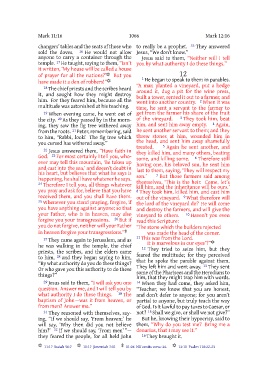 Mark 11:16
1066
Mark 12:16
changers' tables and the seats of those who
sold the doves. 16 He would not allow
anyone to carry a container through the
temple. 17 He taught, saying to them, "Isn't
it written, 'My house will be called a house
of prayer for all the nations?' But you
have made it a den of robbers!"
18 The chief priests and the scribes heard
it, and sought how they might destroy
him. For they feared him, because all the
multitude was astonished at his teaching.
19 When evening came, he went out of
the city. 20 As they passed by in the morn-
ing, they saw the fig tree withered away
from the roots. 21 Peter, remembering, said
to him, "Rabbi, look! The fig tree which
you cursed has withered away."
22 Jesus answered them, "Have faith in
God. 23 For most certainly I tell you, who-
ever may tell this mountain, 'Be taken up
and cast into the sea,' and doesn't doubt in
his heart, but believes that what he says is
happening, he shall have whatever he says.
24 Therefore I tell you, all things whatever
you pray and ask for, believe that you have
received them, and you shall have them.
25 Whenever you stand praying, forgive, if
you have anything against anyone; so that
your Father, who is in heaven, may also
forgive you your transgressions. 26 But if
you do not forgive, neither will your Father
in heaven forgive your transgressions."
27 They came again to Jerusalem, and as
he was walking in the temple, the chief
priests, the scribes, and the elders came
to him, 28 and they began saying to him,
"By what authority do you do these things?
Or who gave you this authority to do these
things?"
29 Jesus said to them, "I will ask you one
question. Answer me, and I will tell you by
what authority I do these things. 30 The
baptism of John—was it from heaven, or
from men? Answer me."
31 They reasoned with themselves, say-
ing, "If we should say, 'From heaven;' he
will say, 'Why then did you not believe
him?' 32 If we should say, 'From men'"—
they feared the people, for all held John
to really be a prophet. 33 They answered
Jesus, "We don't know."
Jesus said to them, "Neither will I tell
you by what authority I do these things."
12
1 He began to speak to them in parables.
"A man planted a vineyard, put a hedge
around it, dug a pit for the wine press,
built a tower, rented it out to a farmer, and
went into another country. 2 When it was
time, he sent a servant to the farmer to
get from the farmer his share of the fruit
of the vineyard. 3 They took him, beat
him, and sent him away empty. 4 Again,
he sent another servant to them; and they
threw stones at him, wounded him in
the head, and sent him away shamefully
treated. 5 Again he sent another, and
they killed him, and many others, beating
some, and killing some. 6 Therefore still
having one, his beloved son, he sent him
last to them, saying, 'They will respect my
son.' 7 But those farmers said among
themselves, 'This is the heir. Come, let's
kill him, and the inheritance will be ours.'
8 They took him, killed him, and cast him
out of the vineyard. 9 What therefore will
the lord of the vineyard do? He will come
and destroy the farmers, and will give the
vineyard to others. 10 Haven't you even
read this Scripture:
'The stone which the builders rejected
was made the head of the corner.
11 This was from the Lord.
It is marvelous in our eyes'?"
12 They tried to seize him, but they
feared the multitude; for they perceived
that he spoke the parable against them.
They left him and went away. 13 They sent
some of the Pharisees and the Herodians to
him, that they might trap him with words.
14 When they had come, they asked him,
"Teacher, we know that you are honest,
and don't defer to anyone; for you aren't
partial to anyone, but truly teach the way
of God. Is it lawful to pay taxes to Caesar, or
not? 15 Shall we give, or shall we not give?"
But he, knowing their hypocrisy, said to
them, "Why do you test me? Bring me a
denarius, that I may see it."
16 They brought it.